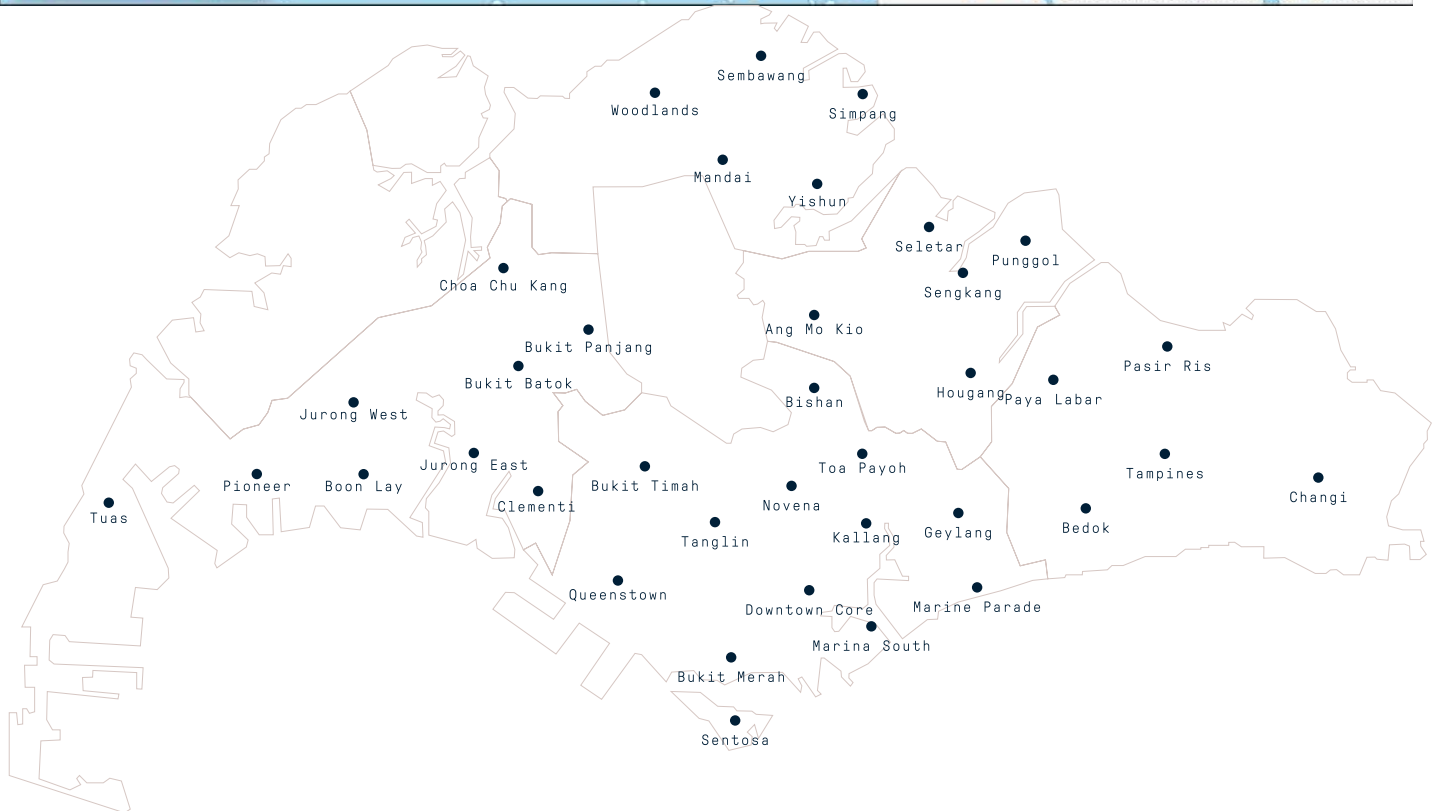 Sembawang
Woodlands
Simpang
Mandai
Yishun
Seletar
Punggol
Choa Chu Kang
Sengkang
Ang Mo Kio
Bukit Panjang
Pasir Ris
Bukit Batok
Hougang
Paya Labar
Bishan
Jurong West
Toa Payoh
Jurong East
Tampines
Pioneer
Boon Lay
Bukit Timah
Changi
Clementi
Novena
Tuas
Bedok
Geylang
Kallang
Tanglin
Queenstown
Downtown Core
Marine Parade
Marina South
Bukit Merah
Sentosa